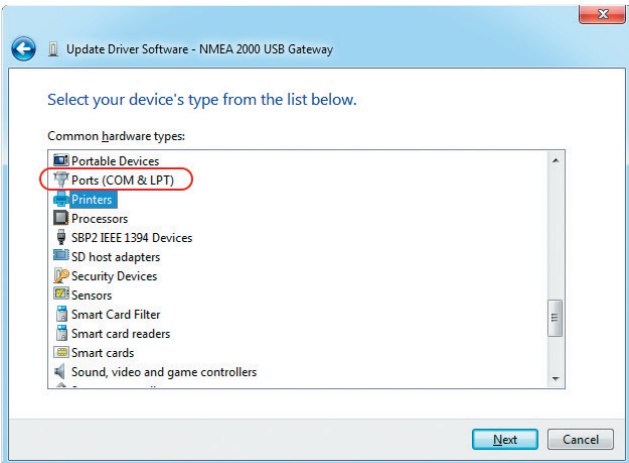 Update Driver Software - NMEA 2000 USB Gateway
Select your device's type from the list below.
Common hardware types:
Portable Devices
Ports (COM & LPT)
Printers
Processors
SBP2 IEEE 1394 Devices
SD host adapters
Security Devices
Sensors
Smart Card Filter
Smart card readers
Smart cards
Sound, video and game controllers
Next Cancel